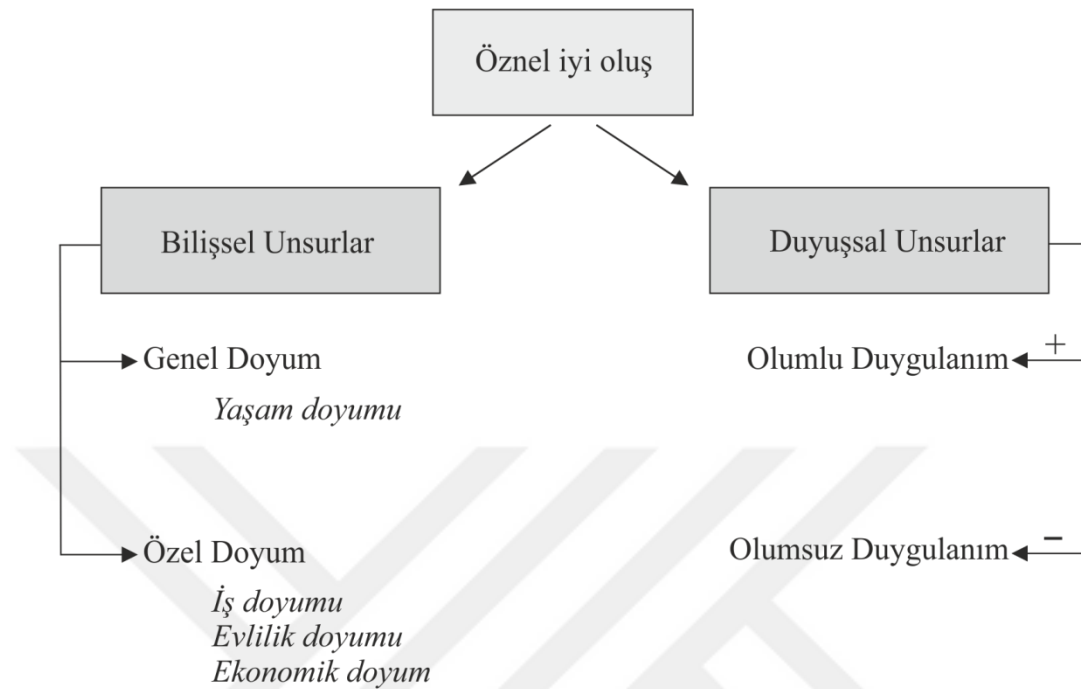 Öznel iyi oluş
Bilişsel Unsurlar
Duyuşsal Unsurlar
Genel Doyum
Yaşam doyumu
Olumlu Duygulanım
+
Özel Doyum
İş doyumu
Evlilik doyumu
Ekonomik doyum
Olumsuz Duygulanım
-